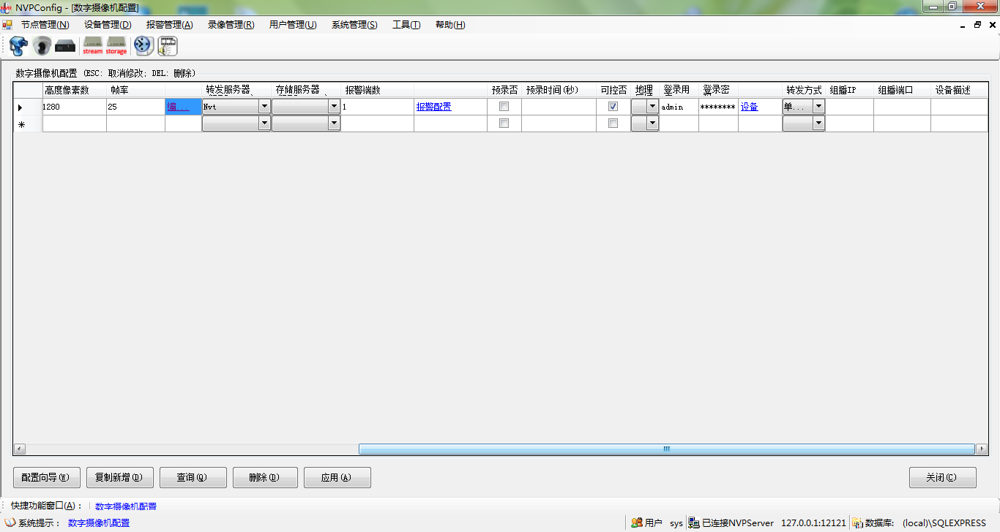 NVPConfig - [数字摄像机配置]
节点管理(N) 设备管理(D) 报警管理(A) 录像管理(R) 用户管理(U) 系统管理(S) 工具(T) 帮助(H)
stream storage
数字摄像机配置 (ESC: 取消修改; DEL: 删除)
高度像素数 帧率 转发服务器 存储服务器 报警端数 预录否 预录时间(秒) 可控否 地理 登录用 登录密 转发方式 组播IP 组播端口 设备描述
1280 25 编... Nvt 1 报警配置 admin ******** 设备 单...
配置向导(W) 复制新增(D) 查询(Q) 删除(D) 应用(A) 关闭(C)
快捷功能窗口(A): 数字摄像机配置
系统提示: 数字摄像机配置 用户 sys 已连接NVPServer 127.0.0.1:12121 数据库: (local)\SQLEXPRESS